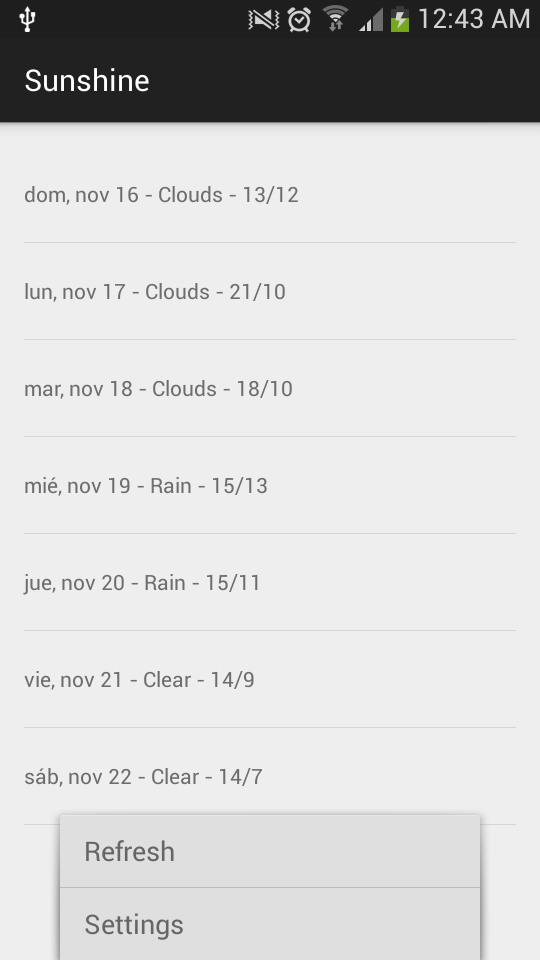 12:43 AM
Sunshine
dom, nov 16 - Clouds - 13/12
lun, nov 17 - Clouds - 21/10
mar, nov 18 - Clouds - 18/10
mié, nov 19 - Rain - 15/13
jue, nov 20 - Rain - 15/11
vie, nov 21 - Clear - 14/9
sáb, nov 22 - Clear - 14/7
Refresh
Settings